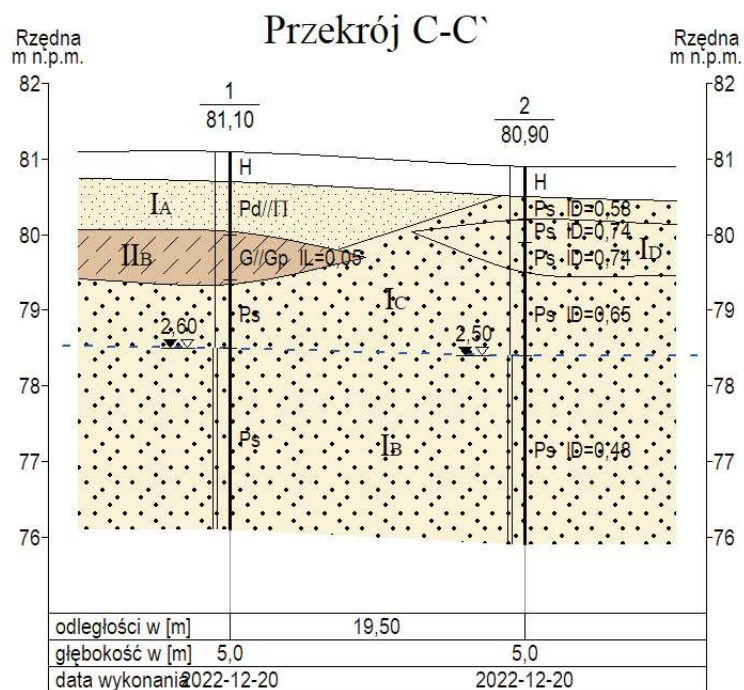 Przekrój C-C`
Rzędna
m n.p.m.
Rzędna
m n.p.m.
82
82
1
81,10
2
80,90
81
81
H
H
IA
Pd//Π
Ps ID=0,58
80
80
Ps ID=0,74
IIB
G//Gp IL=0,05
Ps ID=0,74
ID
79
79
IC
Ps
Ps ID=0,65
2,60
2,50
78
78
Ps
IB
Ps ID=0,48
77
77
76
76
odległości w [m]
19,50
głębokość w [m]
5,0
5,0
data wykonania
2022-12-20
2022-12-20